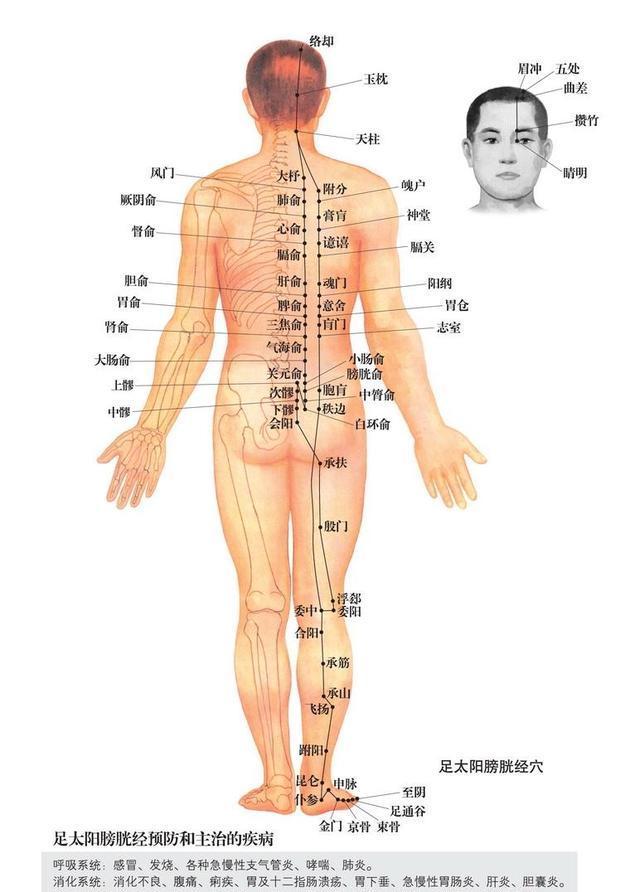 络却
玉枕
天柱
眉冲
五处
曲差
攒竹
睛明
风门
大杼
附分
魄户
厥阴俞
肺俞
膏肓
神堂
督俞
心俞
譩譆
膈关
膈俞
胆俞
肝俞
魂门
阳纲
胃俞
脾俞
意舍
胃仓
肾俞
三焦俞
肓门
志室
气海俞
大肠俞
小肠俞
关元俞
膀胱俞
上髎
次髎
胞肓
中膂俞
中髎
下髎
秩边
会阳
白环俞
承扶
殷门
浮郄
委中
委阳
合阳
承筋
承山
飞扬
跗阳
昆仑
申脉
仆参
至阴
足通谷
金门
京骨
束骨
足太阳膀胱经穴
足太阳膀胱经预防和主治的疾病
呼吸系统：感冒、发烧、各种急慢性支气管炎、哮喘、肺炎。
消化系统：消化不良、腹痛、痢疾、胃及十二指肠溃疡、胃下垂、急慢性胃肠炎、肝炎、胆囊炎。